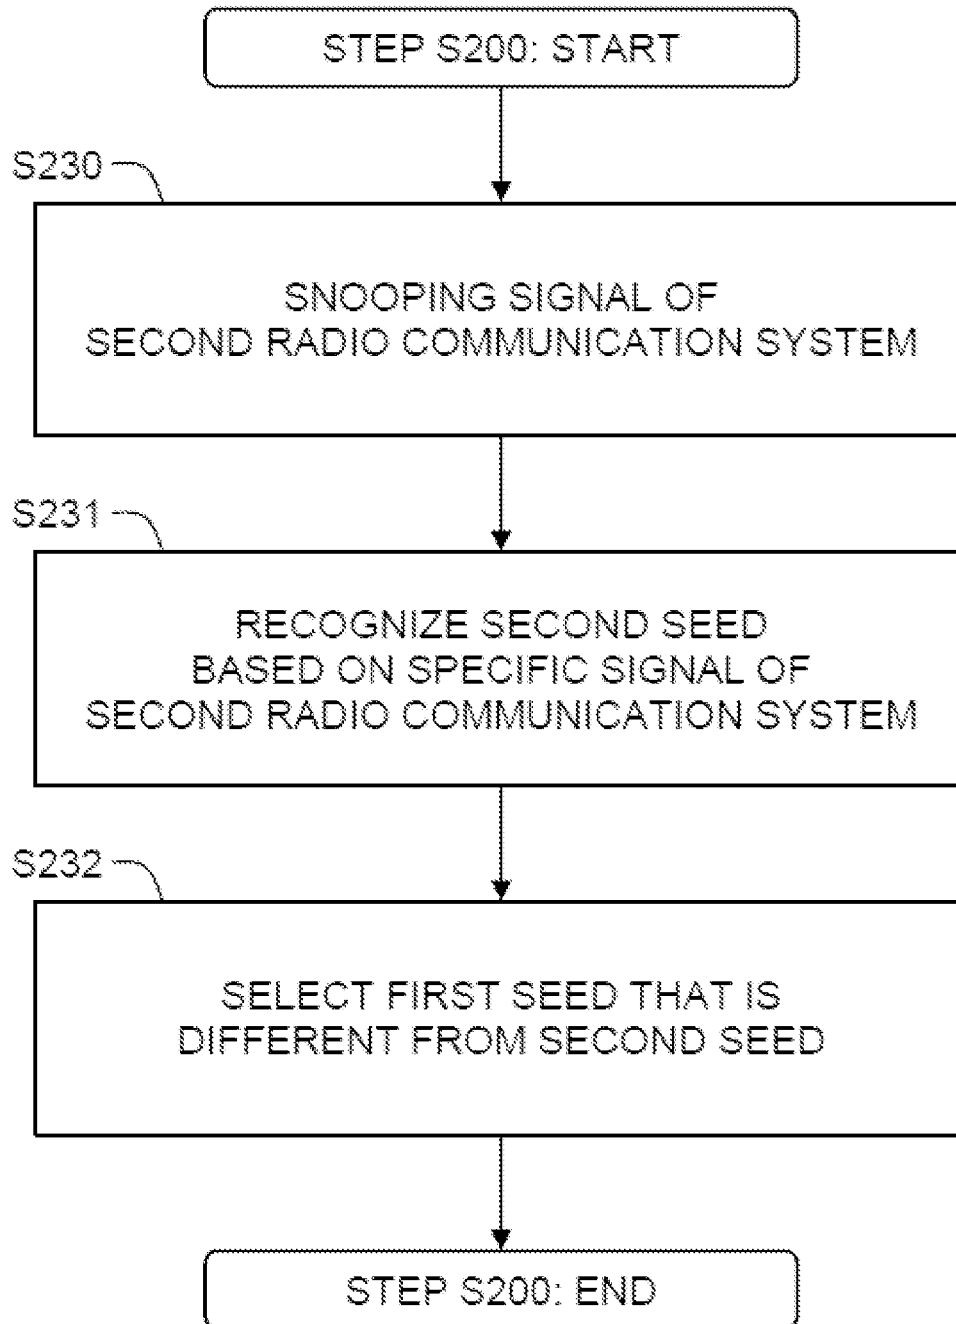 STEP S200: START
S230
SNOOPING SIGNAL OF
SECOND RADIO COMMUNICATION SYSTEM
S231
RECOGNIZE SECOND SEED
BASED ON SPECIFIC SIGNAL OF
SECOND RADIO COMMUNICATION SYSTEM
S232
SELECT FIRST SEED THAT IS
DIFFERENT FROM SECOND SEED
STEP S200: END